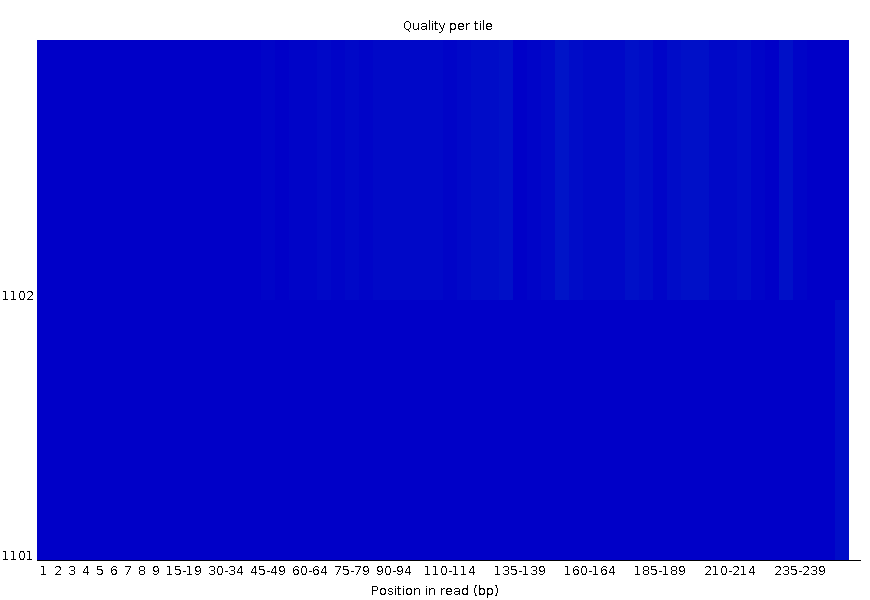 Quality per tile
1102
1101
1 2 3 4 5 6 7 8 9 15-19 30-34 45-49 60-64 75-79 90-94 110-114 135-139 160-164 185-189 210-214 235-239
Position in read (bp)